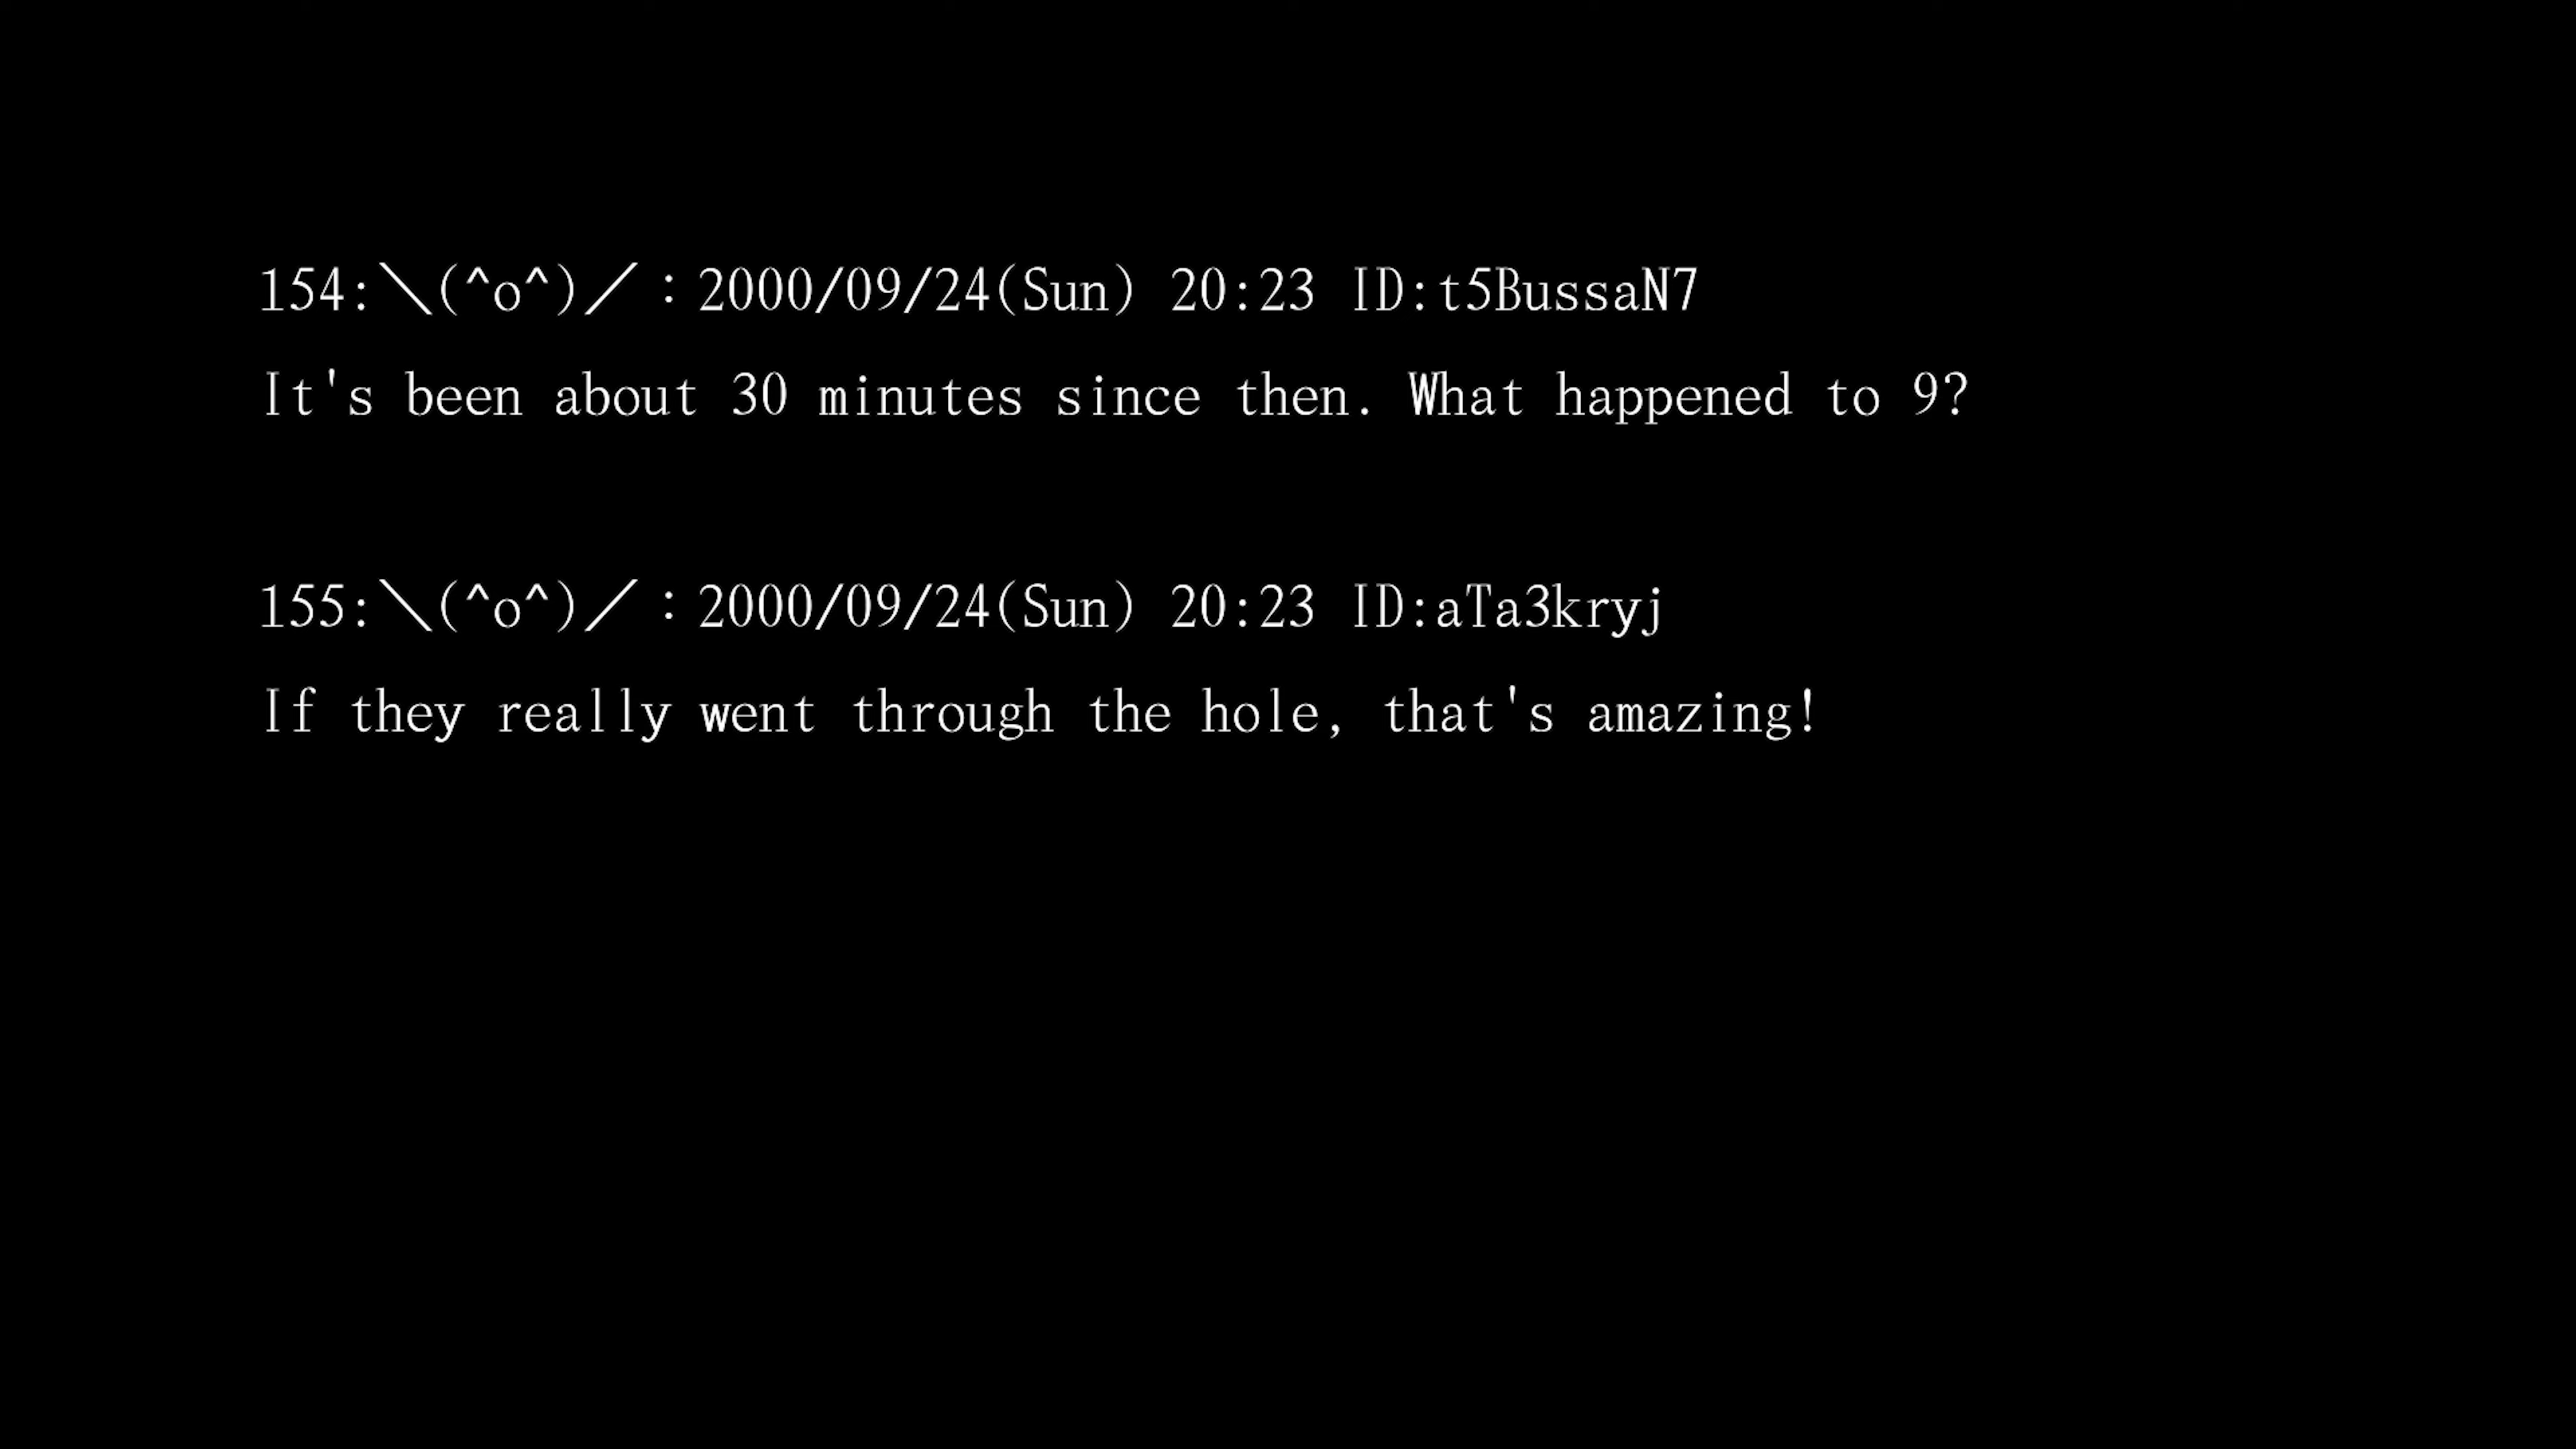 154:＼(^o^)／：2000/09/24(Sun) 20:23 ID:t5BussaN7
It's been about 30 minutes since then. What happened to 9?
155:＼(^o^)／：2000/09/24(Sun) 20:23 ID:aTa3kryj
If they really went through the hole, that's amazing!